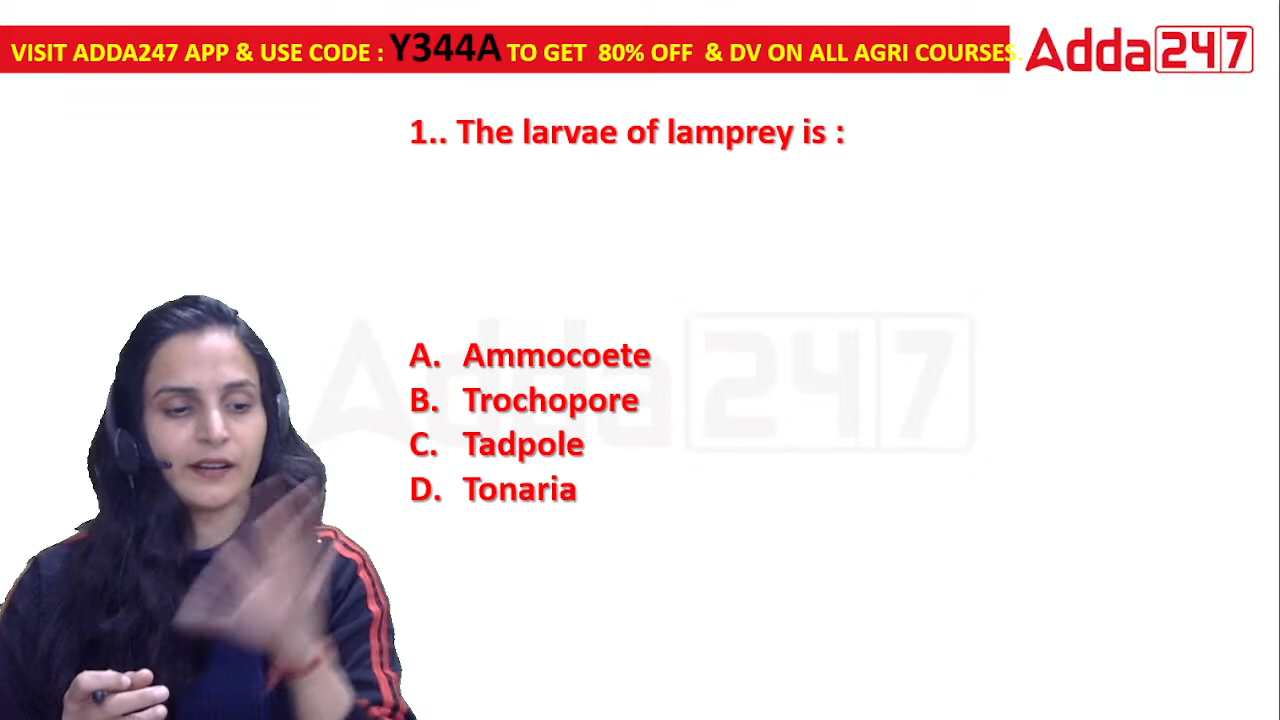 VISIT ADDA247 APP & USE CODE : Y344A TO GET 80% OFF & DV ON ALL AGRI COURSES.
Adda247
1.. The larvae of lamprey is :
Adda247
A. Ammocoete
B. Trochopore
C. Tadpole
D. Tonaria